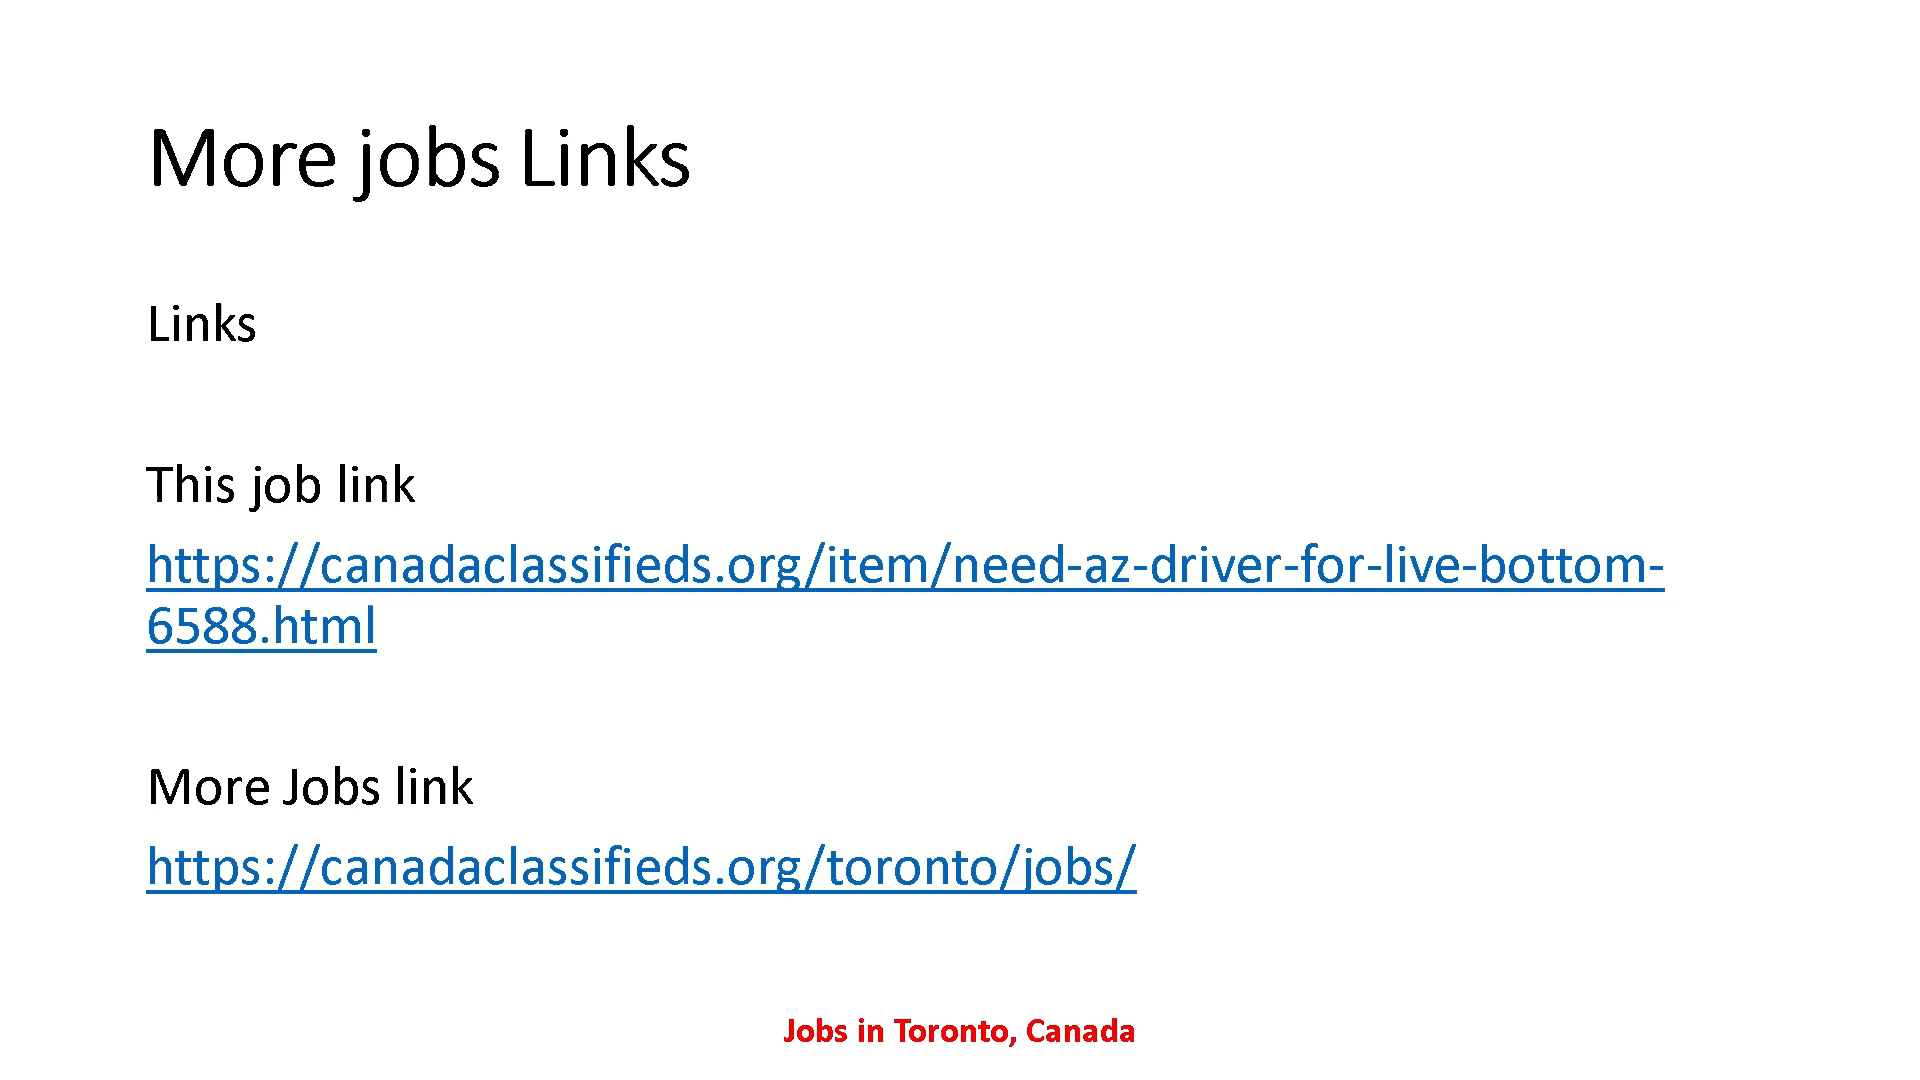 More jobs Links
Links
This job link
https://canadaclassifieds.org/item/need-az-driver-for-live-bottom-
6588.html
More Jobs link
https://canadaclassifieds.org/toronto/jobs/
Jobs in Toronto, Canada